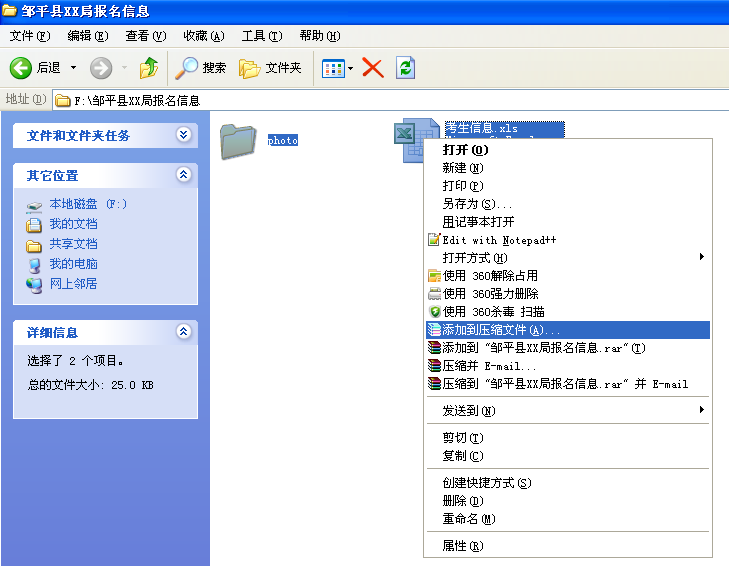 邹平县XX局报名信息
文件(F) 编辑(E) 查看(V) 收藏(A) 工具(T) 帮助(H)
后退 搜索 文件夹
地址(D) F:\邹平县XX局报名信息
文件和文件夹任务
其它位置
本地磁盘 (F:)
我的文档
共享文档
我的电脑
网上邻居
详细信息
选择了 2 个项目。
总的文件大小: 25.0 KB
photo
考生信息.xls
打开(O)
新建(N)
打印(P)
另存为(S)...
用记事本打开
Edit with Notepad++
打开方式(H)
使用 360解除占用
使用 360强力删除
使用 360杀毒 扫描
添加到压缩文件(A)...
添加到 "邹平县XX局报名信息.rar"(T)
压缩并 E-mail...
压缩到 "邹平县XX局报名信息.rar" 并 E-mail
发送到(N)
剪切(T)
复制(C)
创建快捷方式(S)
删除(D)
重命名(M)
属性(R)